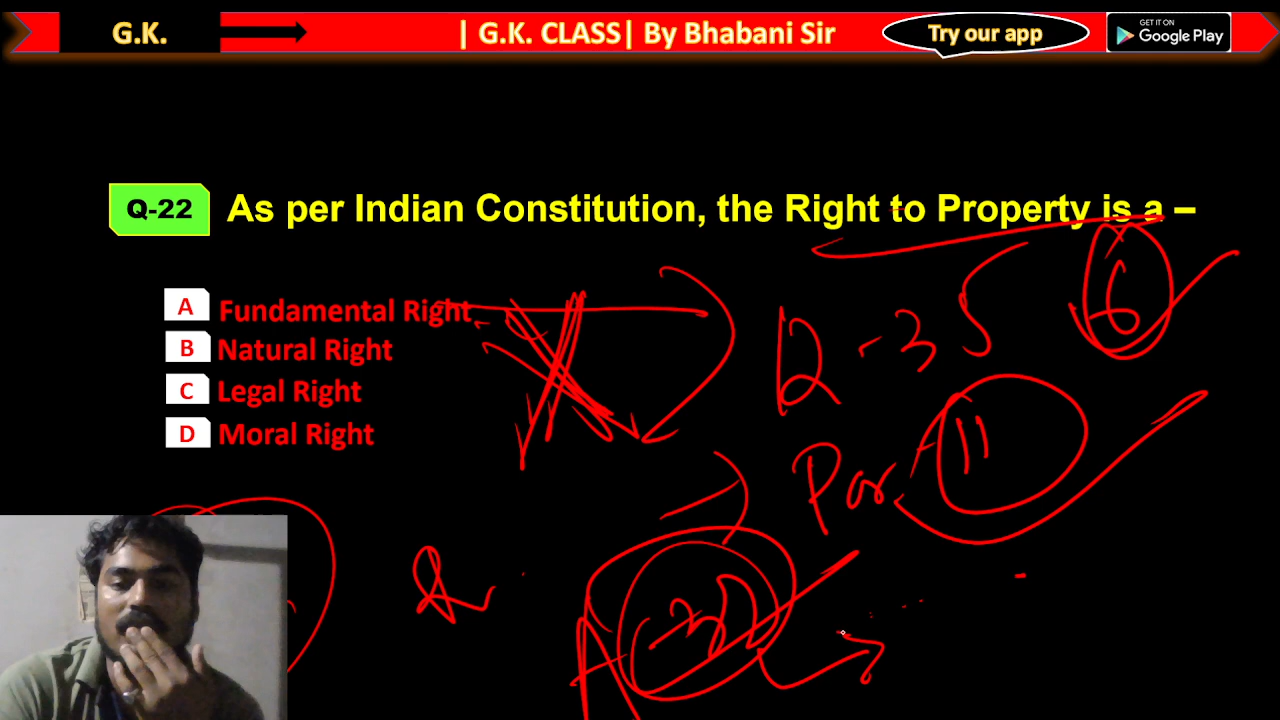 G.K.
| G.K. CLASS| By Bhabani Sir
Try our app
GET IT ON
Google Play
Q-22 As per Indian Constitution, the Right to Property is a –
A Fundamental Right
B Natural Right
C Legal Right
D Moral Right
6
Par 11